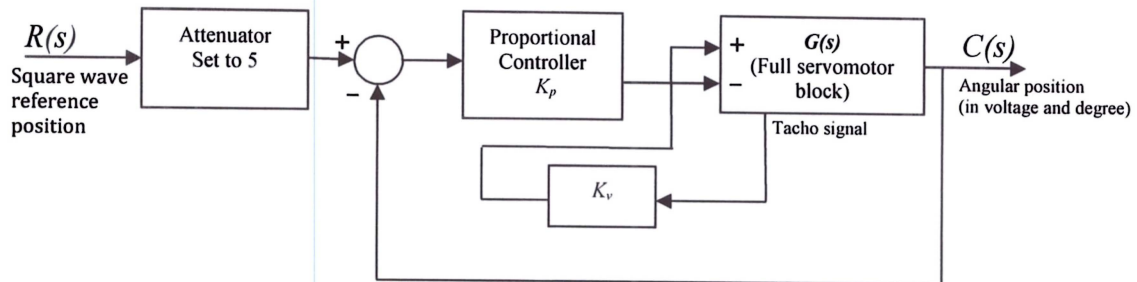 R(s)
Square wave
reference
position
Attenuator
Set to 5
+
−
Proportional
Controller
Kp
+
−
G(s)
(Full servomotor
block)
Tacho signal
Kv
C(s)
Angular position
(in voltage and degree)